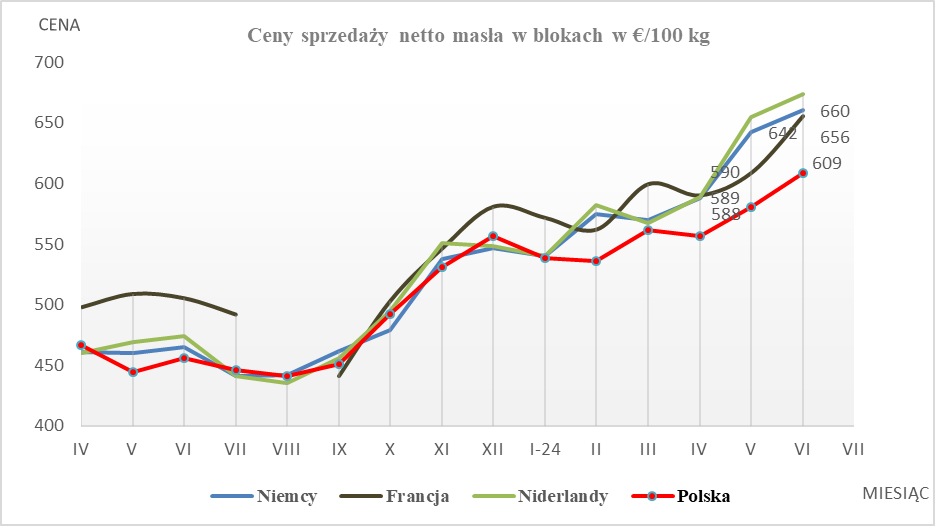 CENA
Ceny sprzedaży netto masła w blokach w €/100 kg
700
650
600
550
500
450
400
660
642
656
609
590
589
588
IV V VI VII VIII IX X XI XII I-24 II III IV V VI VII
Niemcy Francja Niderlandy Polska
MIESIĄC